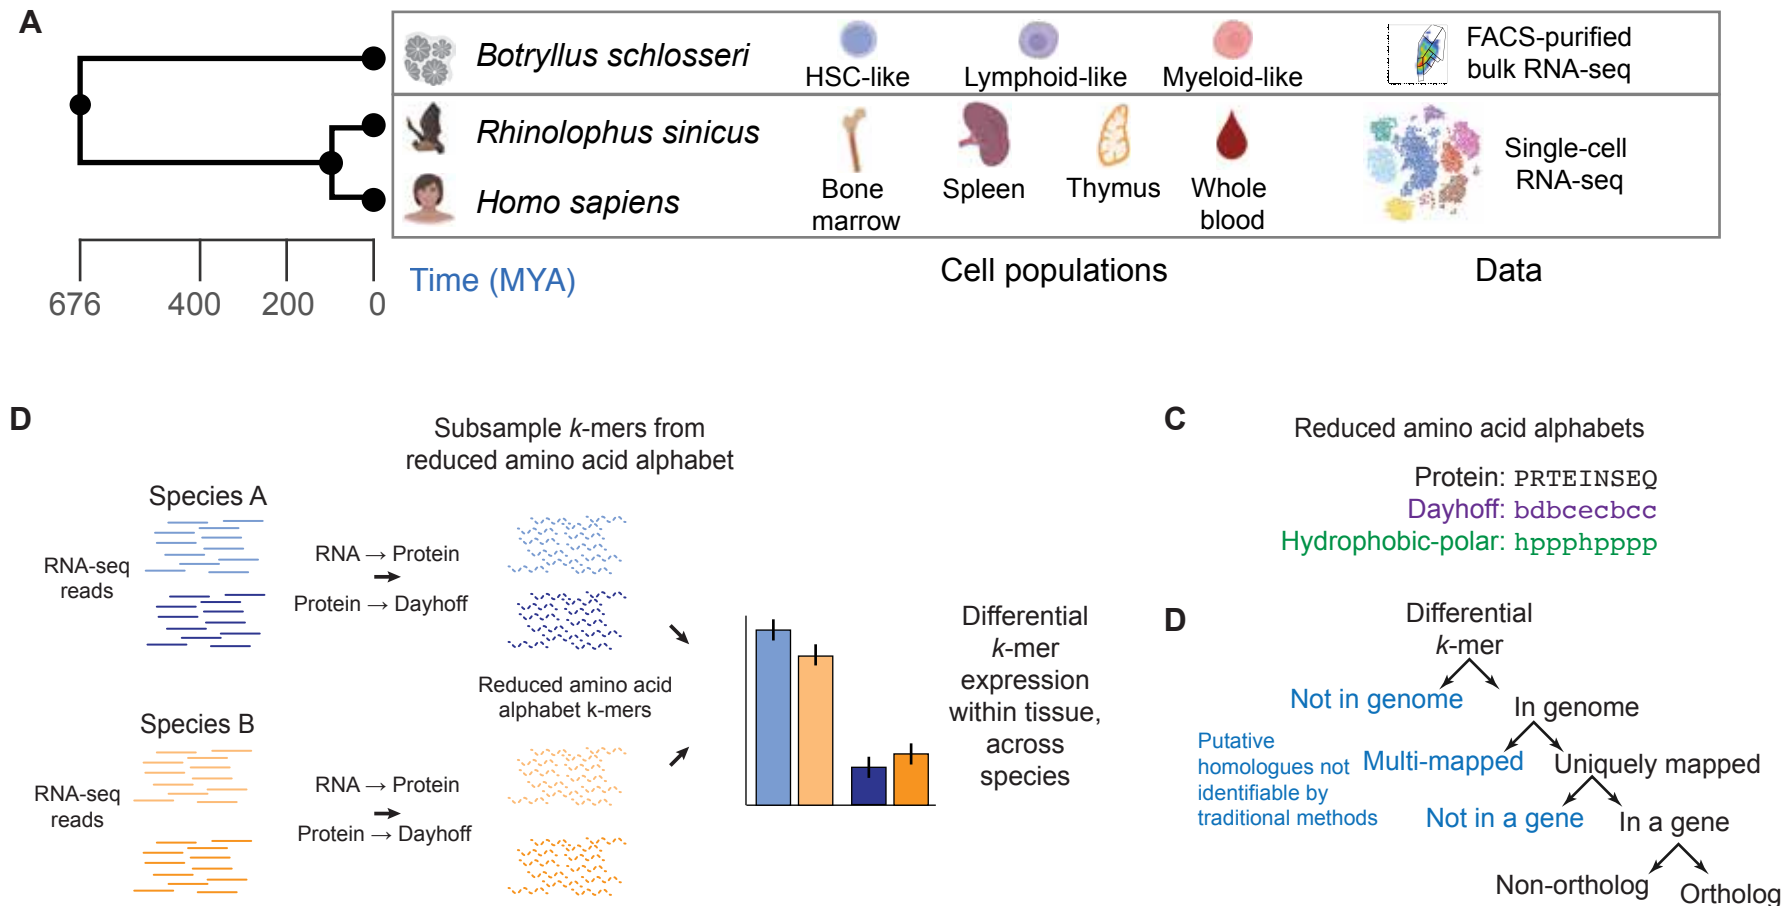 A
Botryllus schlosseri
HSC-like
Lymphoid-like
Myeloid-like
FACS-purified
bulk RNA-seq
Rhinolophus sinicus
Homo sapiens
Bone
marrow
Spleen
Thymus
Whole
blood
Single-cell
RNA-seq
676
400
200
0
Time (MYA)
Cell populations
Data
D
Subsample k-mers from
reduced amino acid alphabet
Species A
RNA-seq
reads
RNA → Protein
Protein → Dayhoff
Reduced amino acid
alphabet k-mers
Species B
RNA-seq
reads
RNA → Protein
Protein → Dayhoff
Differential
k-mer
expression
within tissue,
across
species
C
Reduced amino acid alphabets
Protein: PRTEINSEQ
Dayhoff: bdbcecbcc
Hydrophobic-polar: hppphpppp
D
Differential
k-mer
Not in genome
In genome
Putative
homologues not
identifiable by
traditional methods
Multi-mapped
Uniquely mapped
Not in a gene
In a gene
Non-ortholog
Ortholog